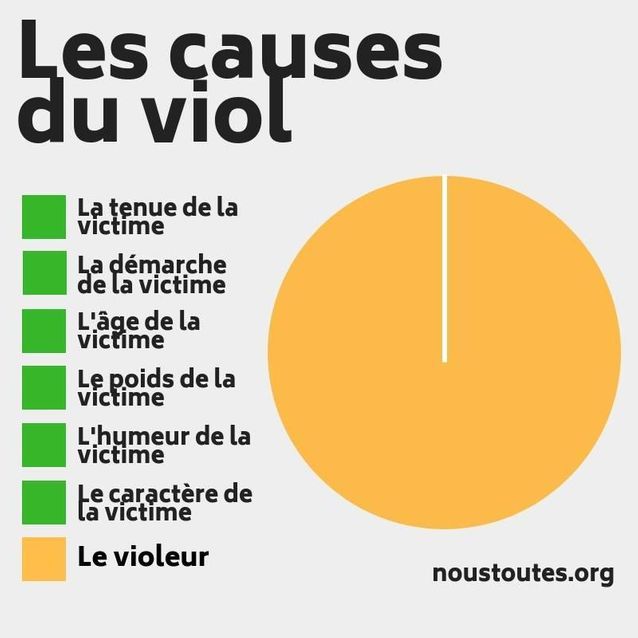 Les causes
du viol
La tenue de la
victime
La démarche
de la victime
L'âge de la
victime
Le poids de la
victime
L'humeur de la
victime
Le caractère de
la victime
Le violeur
noustoutes.org